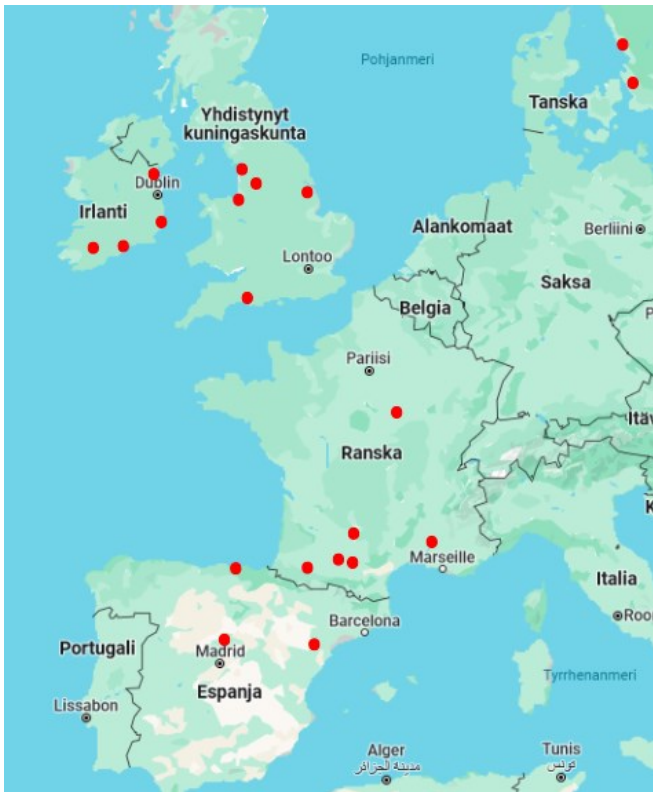 Pohjanmeri
Tanska
Yhdistynyt
kuningaskunta
Dublin
Irlanti
Alankomaat
Berliini
Lontoo
Saksa
Belgia
Pariisi
Itäv
Ranska
Marseille
Italia
Barcelona
Portugali
Madrid
Tyrrhenanmeri
Espanja
Lissabon
Alger
مدينة الجزائر
Tunis
تونس